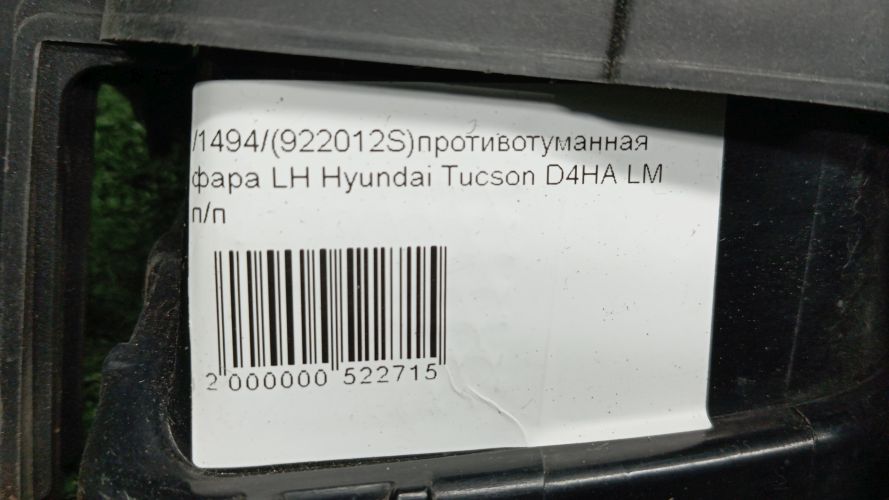 /1494/(922012S)противотуманная
фара LH Hyundai Tucson D4HA LM
п/п
2 000000 522715